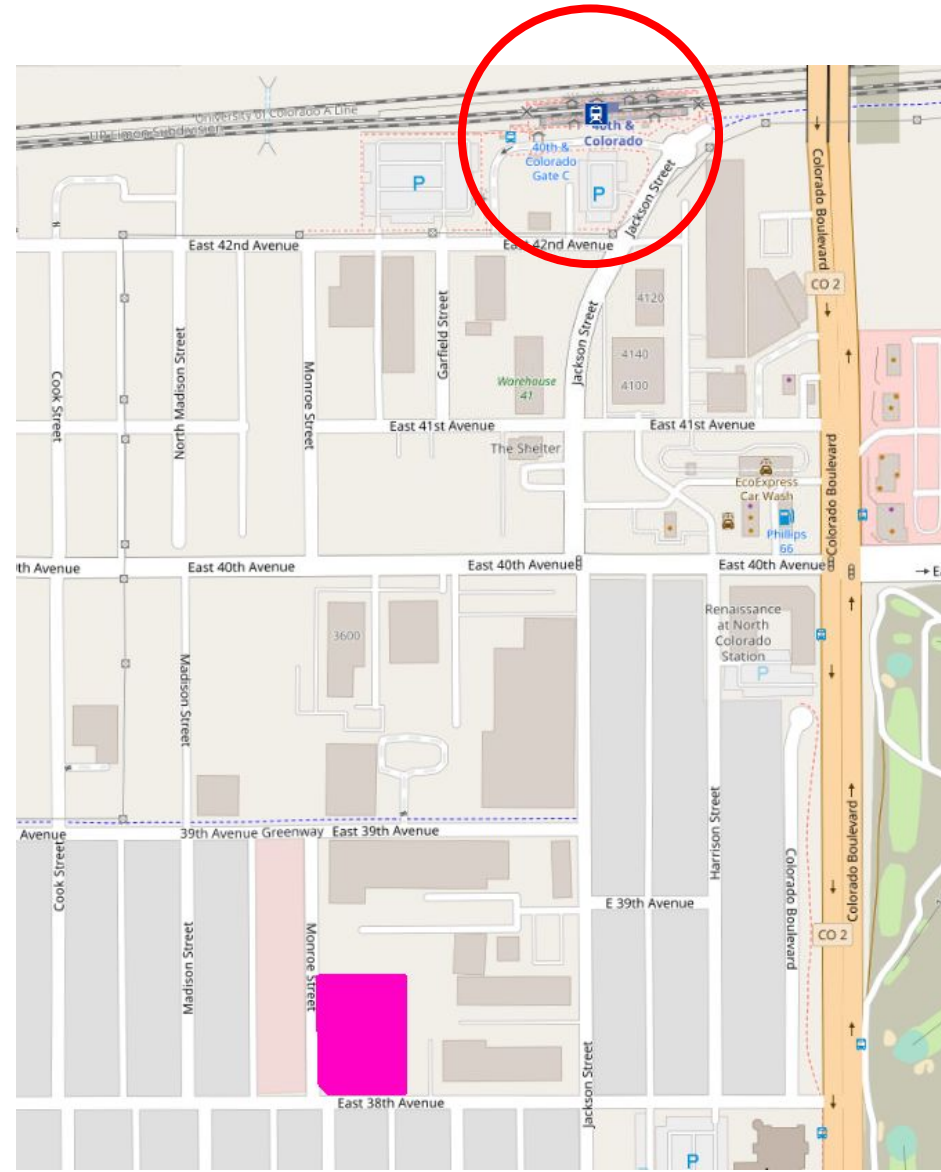 University of Colorado A Line
UP Limon Subdivision
40th &
Colorado
40th &
Colorado
Gate C
P
P
Jackson Street
Colorado Boulevard
Colorado Boulevard
East 42nd Avenue
East 42nd Avenue
CO 2
4120
Garfield Street
North Madison Street
Jackson Street
4140
Cook Street
Monroe Street
Warehouse
41
4100
East 41st Avenue
East 41st Avenue
The Shelter
Colorado Boulevard
EcoExpress
Car Wash
Phillips
66
th Avenue
East 40th Avenue
East 40th Avenue
East 40th Avenue
→ E
Renaissance
at North
Colorado
Station
P
3600
Madison Street
Harrison Street
Colorado Boulevard
Avenue
39th Avenue Greenway
East 39th Avenue
Cook Street
Colorado Boulevard
E 39th Avenue
Madison Street
Monroe Street
CO 2
Jackson Street
East 38th Avenue
P